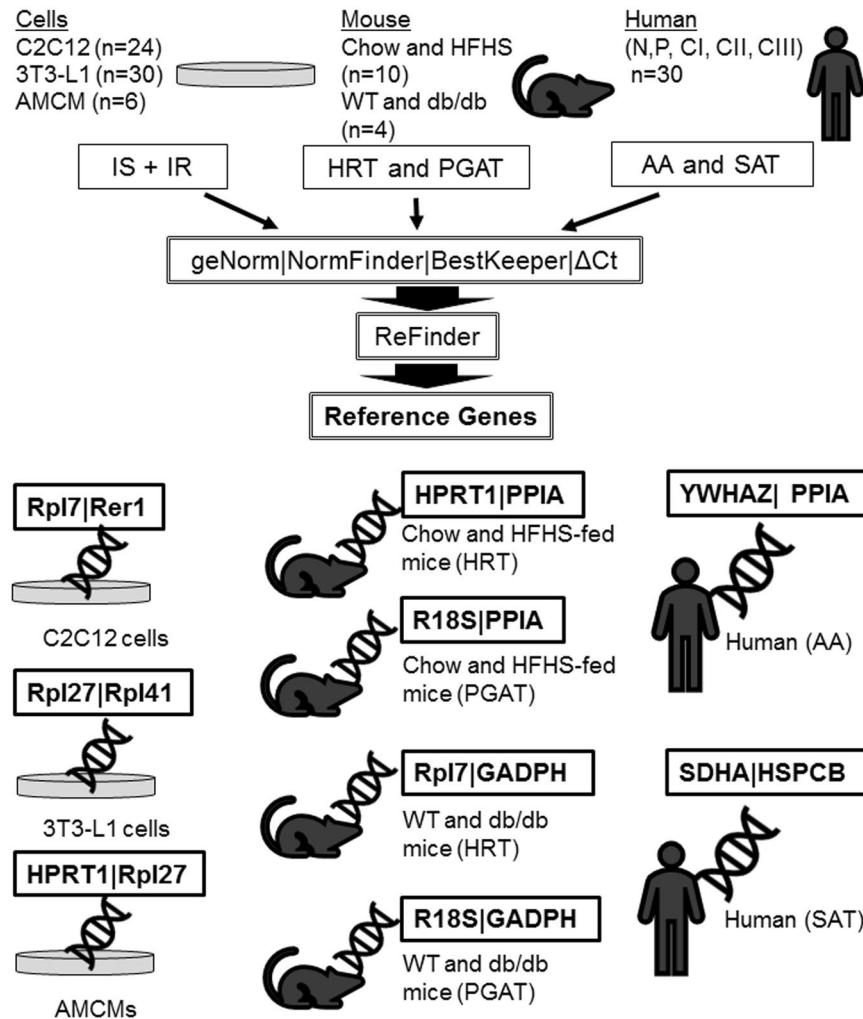 Cells
C2C12 (n=24)
3T3-L1 (n=30)
AMCM (n=6)
Mouse
Chow and HFHS
(n=10)
WT and db/db
(n=4)
Human
(N,P, CI, CII, CIII)
n=30
IS + IR
HRT and PGAT
AA and SAT
geNorm|NormFinder|BestKeeper|ΔCt
ReFinder
Reference Genes
Rpl7|Rer1
C2C12 cells
Rpl27|Rpl41
3T3-L1 cells
HPRT1|Rpl27
AMCMs
HPRT1|PPIA
Chow and HFHS-fed
mice (HRT)
R18S|PPIA
Chow and HFHS-fed
mice (PGAT)
Rpl7|GADPH
WT and db/db
mice (HRT)
R18S|GADPH
WT and db/db
mice (PGAT)
YWHAZ| PPIA
Human (AA)
SDHA|HSPCB
Human (SAT)